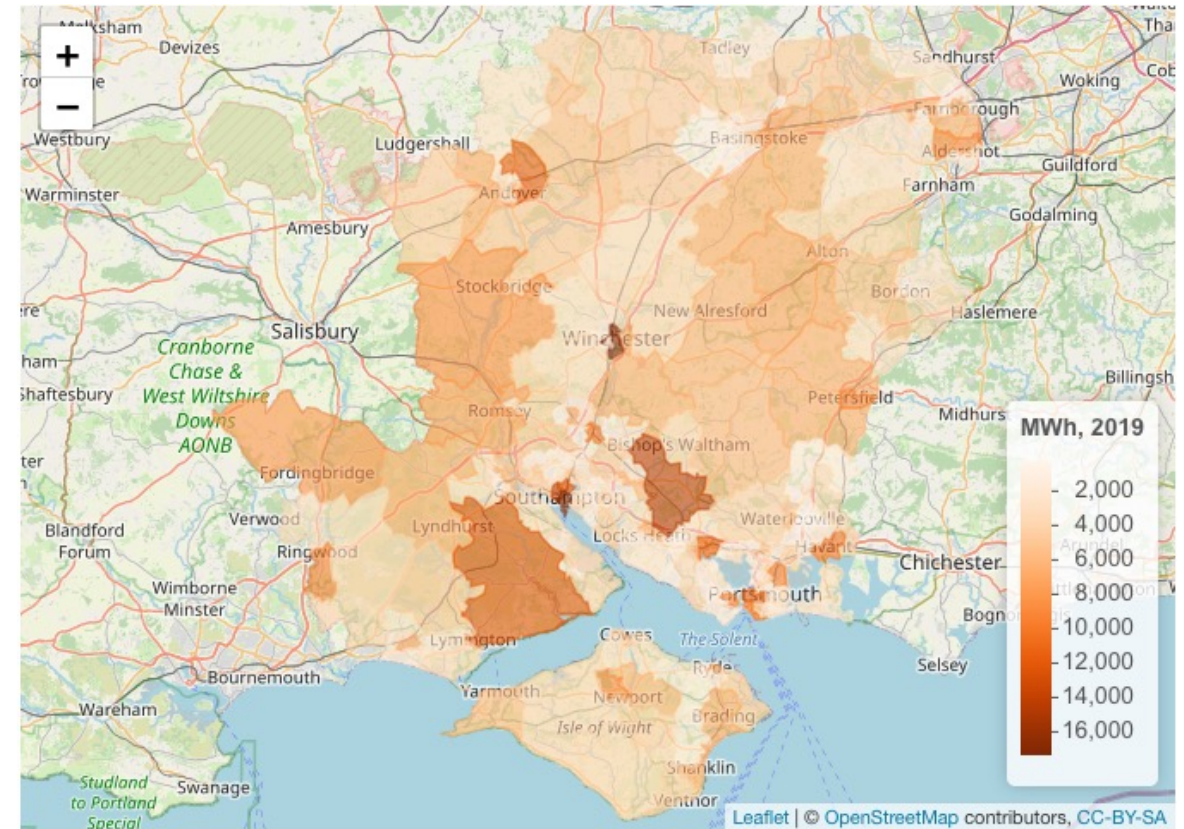 Melksham
Devizes
Tadley
Sandhurst
+
Woking
−
Farnborough
Westbury
Ludgershall
Basingstoke
Aldershot
Guildford
Warminster
Andover
Farnham
Godalming
Amesbury
Alton
Stockbridge
Bordon
New Alresford
Haslemere
Salisbury
Winchester
Cranborne
Chase &
West Wiltshire
Downs
AONB
Billingsh
Shaftesbury
Petersfield
Romsey
Midhurs
MWh, 2019
Bishop's Waltham
Fordingbridge
2,000
Southampton
Verwood
Waterlooville
Lyndhurst
4,000
Blandford
Forum
Locks Heath
Ringwood
Havant
Arundel
6,000
Chichester
Wimborne
Minster
Portsmouth
8,000
10,000
Cowes
The Solent
Lymington
12,000
Selsey
Ryde
Bournemouth
Yarmouth
Newport
14,000
Wareham
Brading
Isle of Wight
16,000
Shanklin
Studland
to Portland
Special
Swanage
Ventnor
Leaflet | © OpenStreetMap contributors, CC-BY-SA